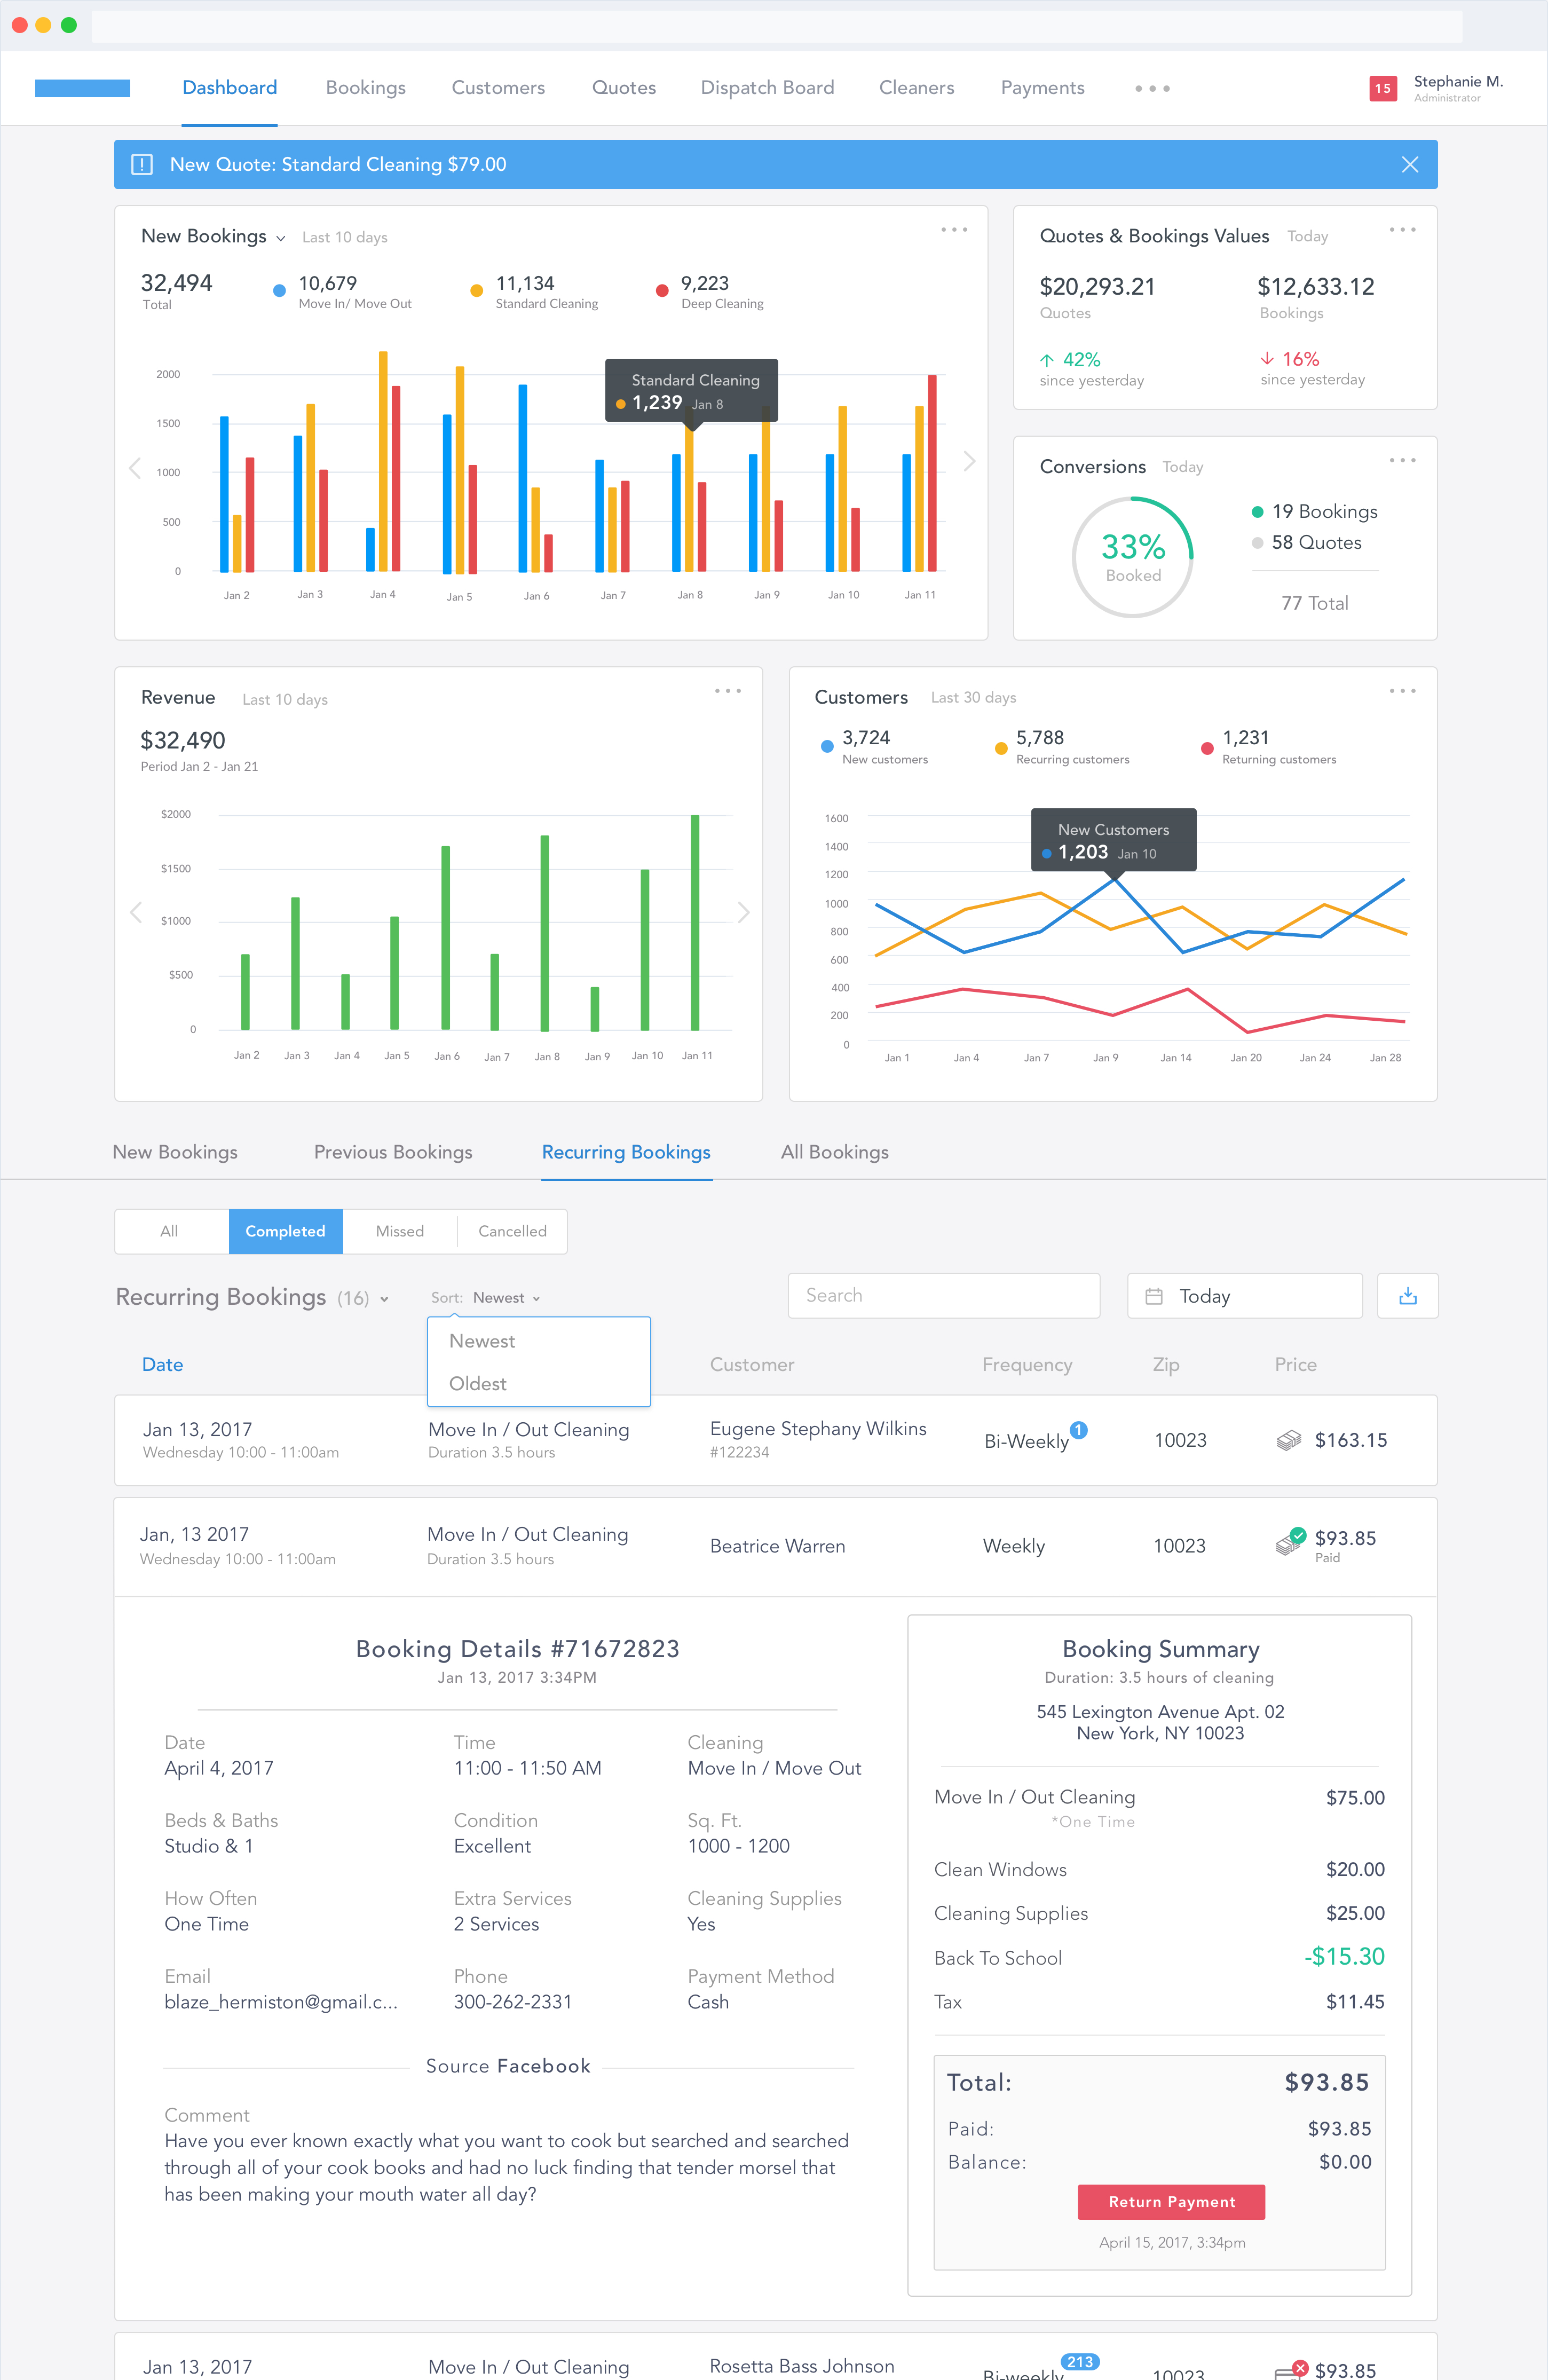 Dashboard Bookings Customers Quotes Dispatch Board Cleaners Payments 15 Stephanie M.
Administrator
New Quote: Standard Cleaning $79.00
New Bookings Last 10 days
32,494 10,679 11,134 9,223
Total Move In/ Move Out Standard Cleaning Deep Cleaning
Standard Cleaning
1,239 Jan 8
2000
1500
1000
500
0
Jan 2 Jan 3 Jan 4 Jan 5 Jan 6 Jan 7 Jan 8 Jan 9 Jan 10 Jan 11
Quotes & Bookings Values Today
$20,293.21 $12,633.12
Quotes Bookings
42% 16%
since yesterday since yesterday
Conversions Today
33%
Booked
19 Bookings
58 Quotes
77 Total
Revenue Last 10 days
$32,490
Period Jan 2 - Jan 21
$2000
$1500
$1000
$500
0
Jan 2 Jan 3 Jan 4 Jan 5 Jan 6 Jan 7 Jan 8 Jan 9 Jan 10 Jan 11
Customers Last 30 days
3,724 5,788 1,231
New customers Recurring customers Returning customers
New Customers
1,203 Jan 10
1600
1400
1200
1000
800
600
400
200
0
Jan 1 Jan 4 Jan 7 Jan 9 Jan 14 Jan 20 Jan 24 Jan 28
New Bookings Previous Bookings Recurring Bookings All Bookings
All Completed Missed Cancelled
Recurring Bookings (16) Sort: Newest Search Today
Newest
Oldest
Date Customer Frequency Zip Price
Jan 13, 2017 Move In / Out Cleaning Eugene Stephany Wilkins Bi-Weekly 1 10023 $163.15
Wednesday 10:00 - 11:00am Duration 3.5 hours #122234
Jan, 13 2017 Move In / Out Cleaning Beatrice Warren Weekly 10023 $93.85
Wednesday 10:00 - 11:00am Duration 3.5 hours Paid
Booking Details #71672823
Jan 13, 2017 3:34PM
Date Time Cleaning
April 4, 2017 11:00 - 11:50 AM Move In / Move Out
Beds & Baths Condition Sq. Ft.
Studio & 1 Excellent 1000 - 1200
How Often Extra Services Cleaning Supplies
One Time 2 Services Yes
Email Phone Payment Method
blaze_hermiston@gmail.c... 300-262-2331 Cash
Source Facebook
Comment
Have you ever known exactly what you want to cook but searched and searched
through all of your cook books and had no luck finding that tender morsel that
has been making your mouth water all day?
Booking Summary
Duration: 3.5 hours of cleaning
545 Lexington Avenue Apt. 02
New York, NY 10023
Move In / Out Cleaning $75.00
*One Time
Clean Windows $20.00
Cleaning Supplies $25.00
Back To School -$15.30
Tax $11.45
Total: $93.85
Paid: $93.85
Balance: $0.00
Return Payment
April 15, 2017, 3:34pm
Jan 13, 2017 Move In / Out Cleaning Rosetta Bass Johnson Bi-weekly 213 10023 $93.85